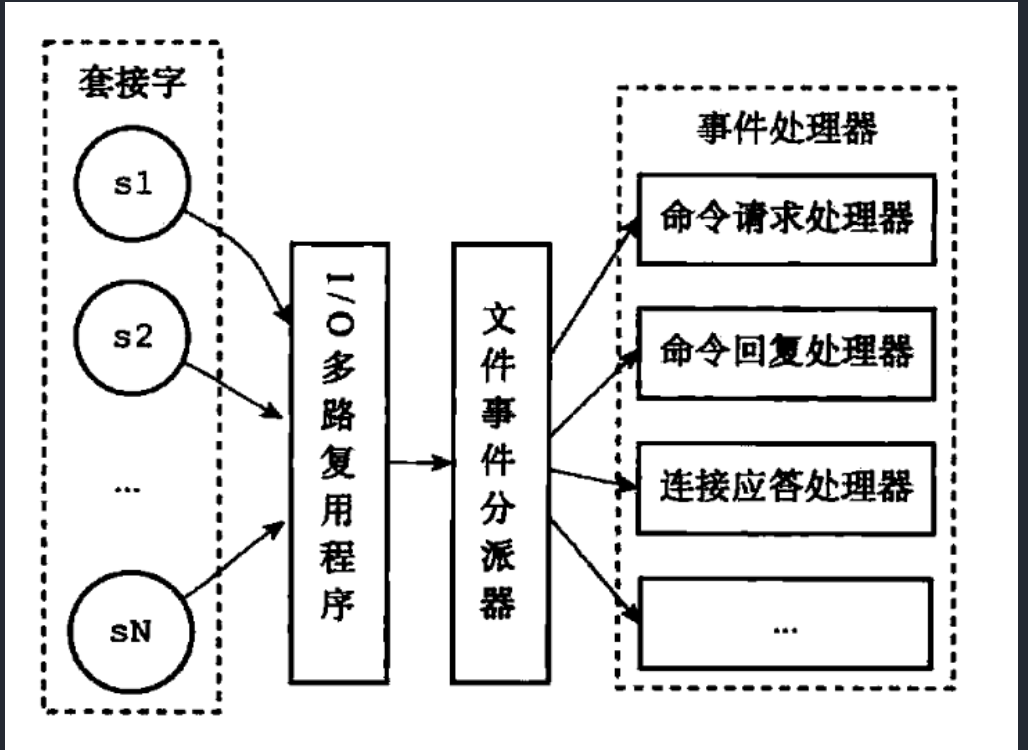 套接字
s1
s2
...
sN
I/O多路复用程序
文件事件分派器
事件处理器
命令请求处理器
命令回复处理器
连接应答处理器
...